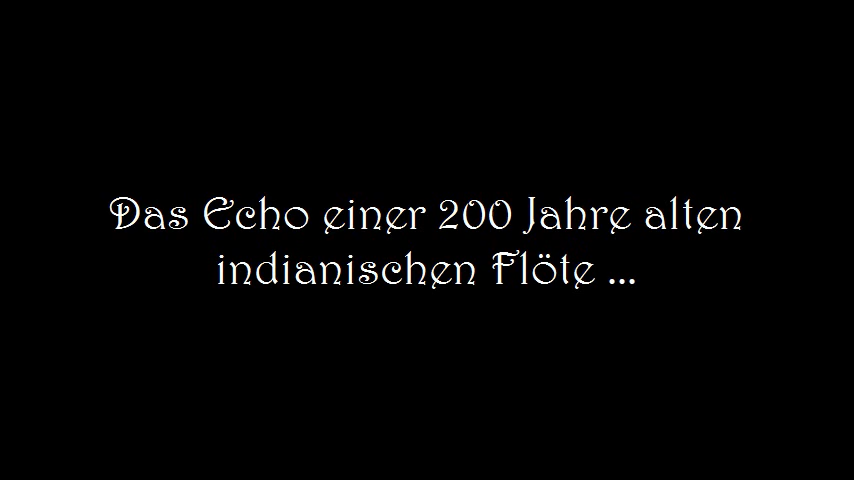 Das Echo einer 200 Jahre alten
indianischen Flöte ...